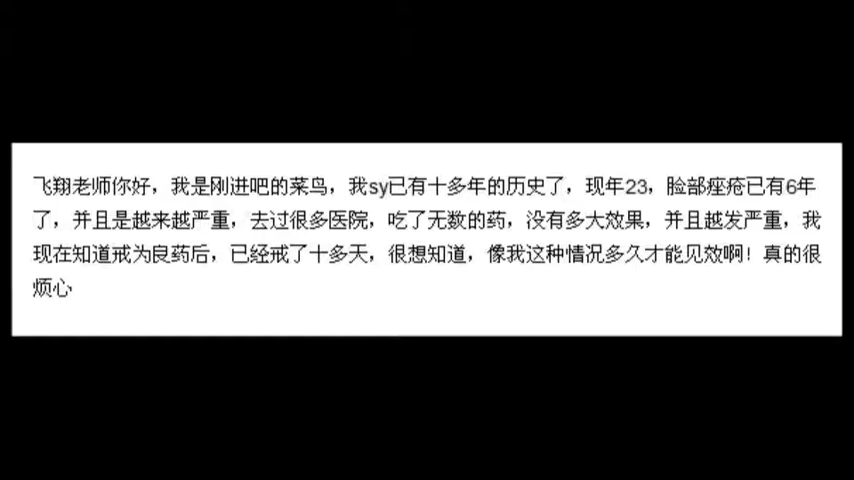 飞翔老师你好，我是刚进吧的菜鸟，我sy已有十多年的历史了，现年23，脸部痤疮已有6年
了，并且是越来越严重，去过很多医院，吃了无数的药，没有多大效果，并且越发严重，我
现在知道戒为良药后，已经戒了十多天，很想知道，像我这种情况多久才能见效啊！真的很
烦心